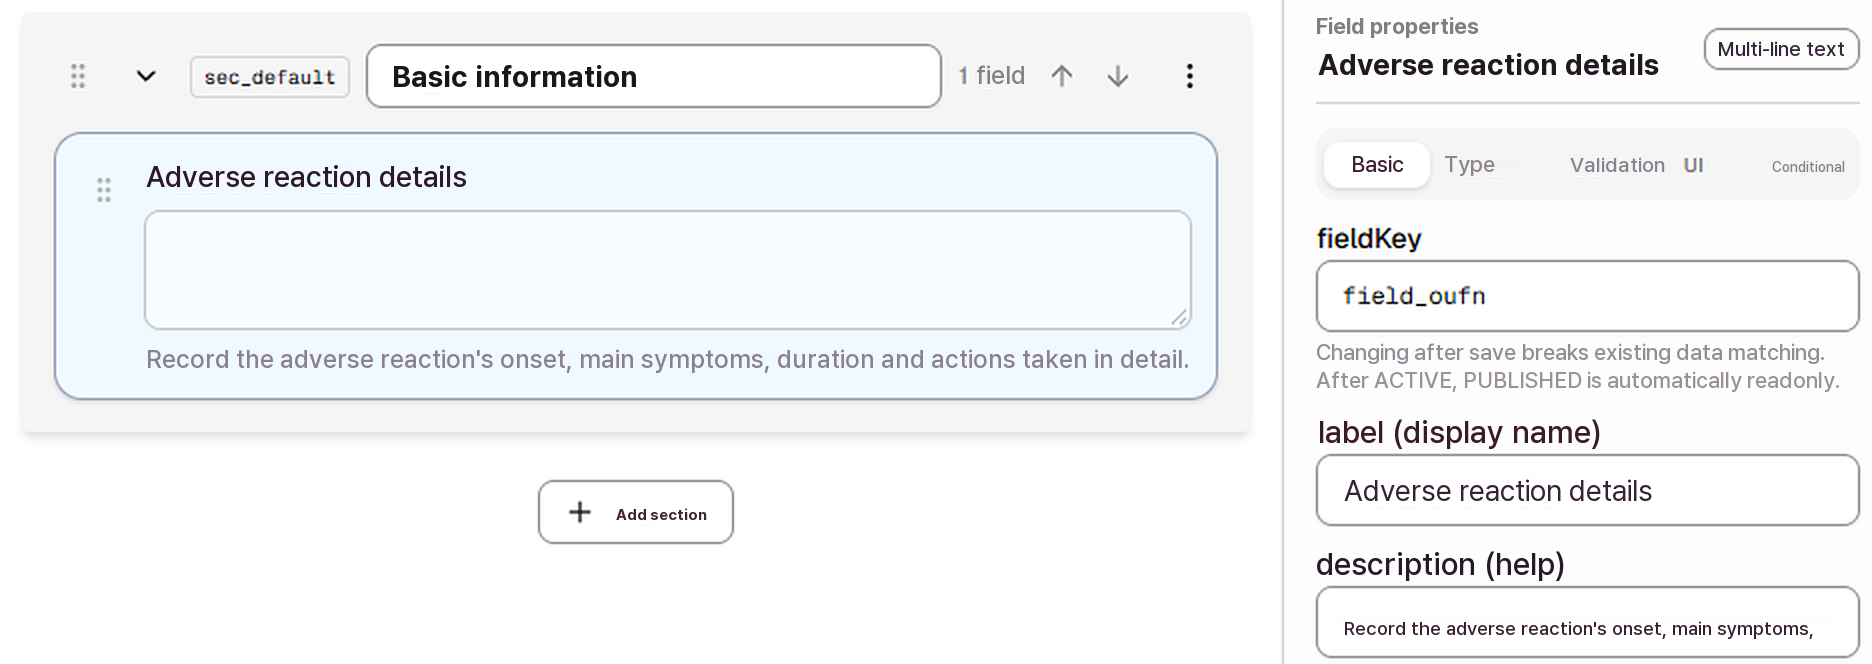 sec_default
Basic information
1 field
Adverse reaction details
Record the adverse reaction's onset, main symptoms, duration and actions taken in detail.
Add section
Field properties
Adverse reaction details
Multi-line text
Basic
Type
Validation
UI
Conditional
fieldKey
field_oufn
Changing after save breaks existing data matching.
After ACTIVE, PUBLISHED is automatically readonly.
label (display name)
Adverse reaction details
description (help)
Record the adverse reaction's onset, main symptoms,